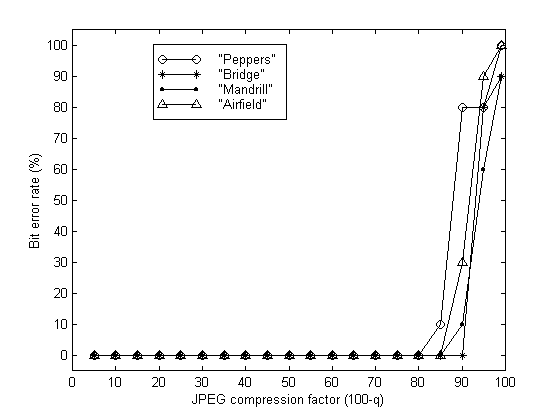 100
90
80
70
60
50
40
30
20
10
0
Bit error rate (%)
"Peppers"
"Bridge"
"Mandrill"
"Airfield"
0 10 20 30 40 50 60 70 80 90 100
JPEG compression factor (100-q)